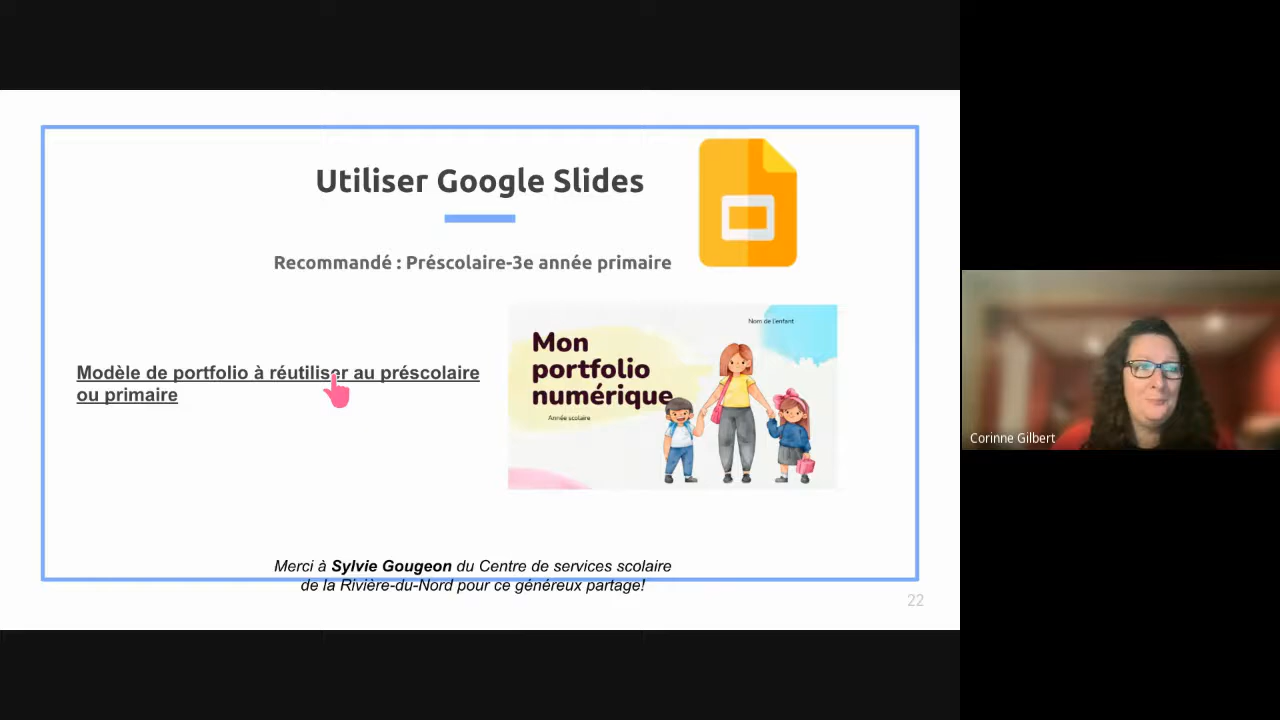 Utiliser Google Slides
Recommandé : Préscolaire-3e année primaire
Nom de l'enfant
Mon
portfolio
numérique
Année scolaire
Modèle de portfolio à réutiliser au préscolaire
ou primaire
Merci à Sylvie Gougeon du Centre de services scolaire
de la Rivière-du-Nord pour ce généreux partage!
22
Corinne Gilbert